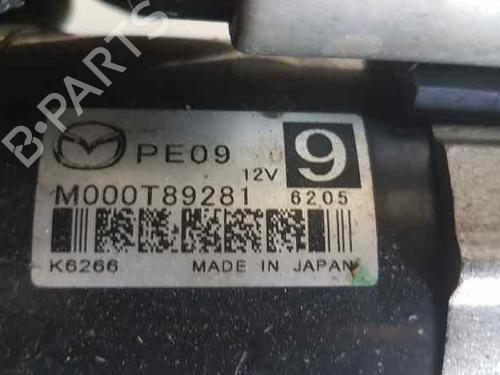 B-PARTS
PE09
9
12V
M000T89281
6205
K6266
MADE IN JAPAN